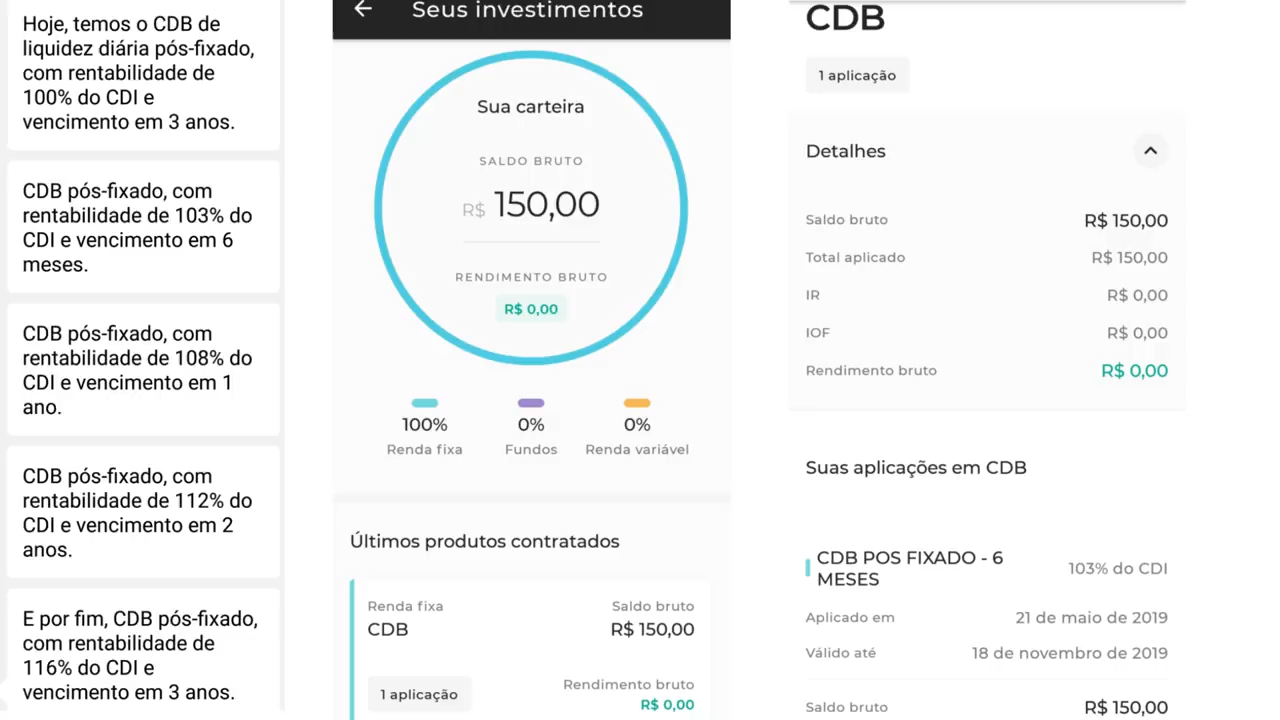 Hoje, temos o CDB de
liquidez diária pós-fixado,
com rentabilidade de
100% do CDI e
vencimento em 3 anos.
CDB pós-fixado, com
rentabilidade de 103% do
CDI e vencimento em 6
meses.
CDB pós-fixado, com
rentabilidade de 108% do
CDI e vencimento em 1
ano.
CDB pós-fixado, com
rentabilidade de 112% do
CDI e vencimento em 2
anos.
E por fim, CDB pós-fixado,
com rentabilidade de
116% do CDI e
vencimento em 3 anos.
Seus investimentos
Sua carteira
SALDO BRUTO
R$ 150,00
RENDIMENTO BRUTO
R$ 0,00
100% 0% 0%
Renda fixa Fundos Renda variável
Últimos produtos contratados
Renda fixa Saldo bruto
CDB R$ 150,00
Rendimento bruto
1 aplicação R$ 0,00
CDB
1 aplicação
Detalhes
Saldo bruto R$ 150,00
Total aplicado R$ 150,00
IR R$ 0,00
IOF R$ 0,00
Rendimento bruto R$ 0,00
Suas aplicações em CDB
CDB POS FIXADO - 6
MESES 103% do CDI
Aplicado em 21 de maio de 2019
Válido até 18 de novembro de 2019
Saldo bruto R$ 150,00